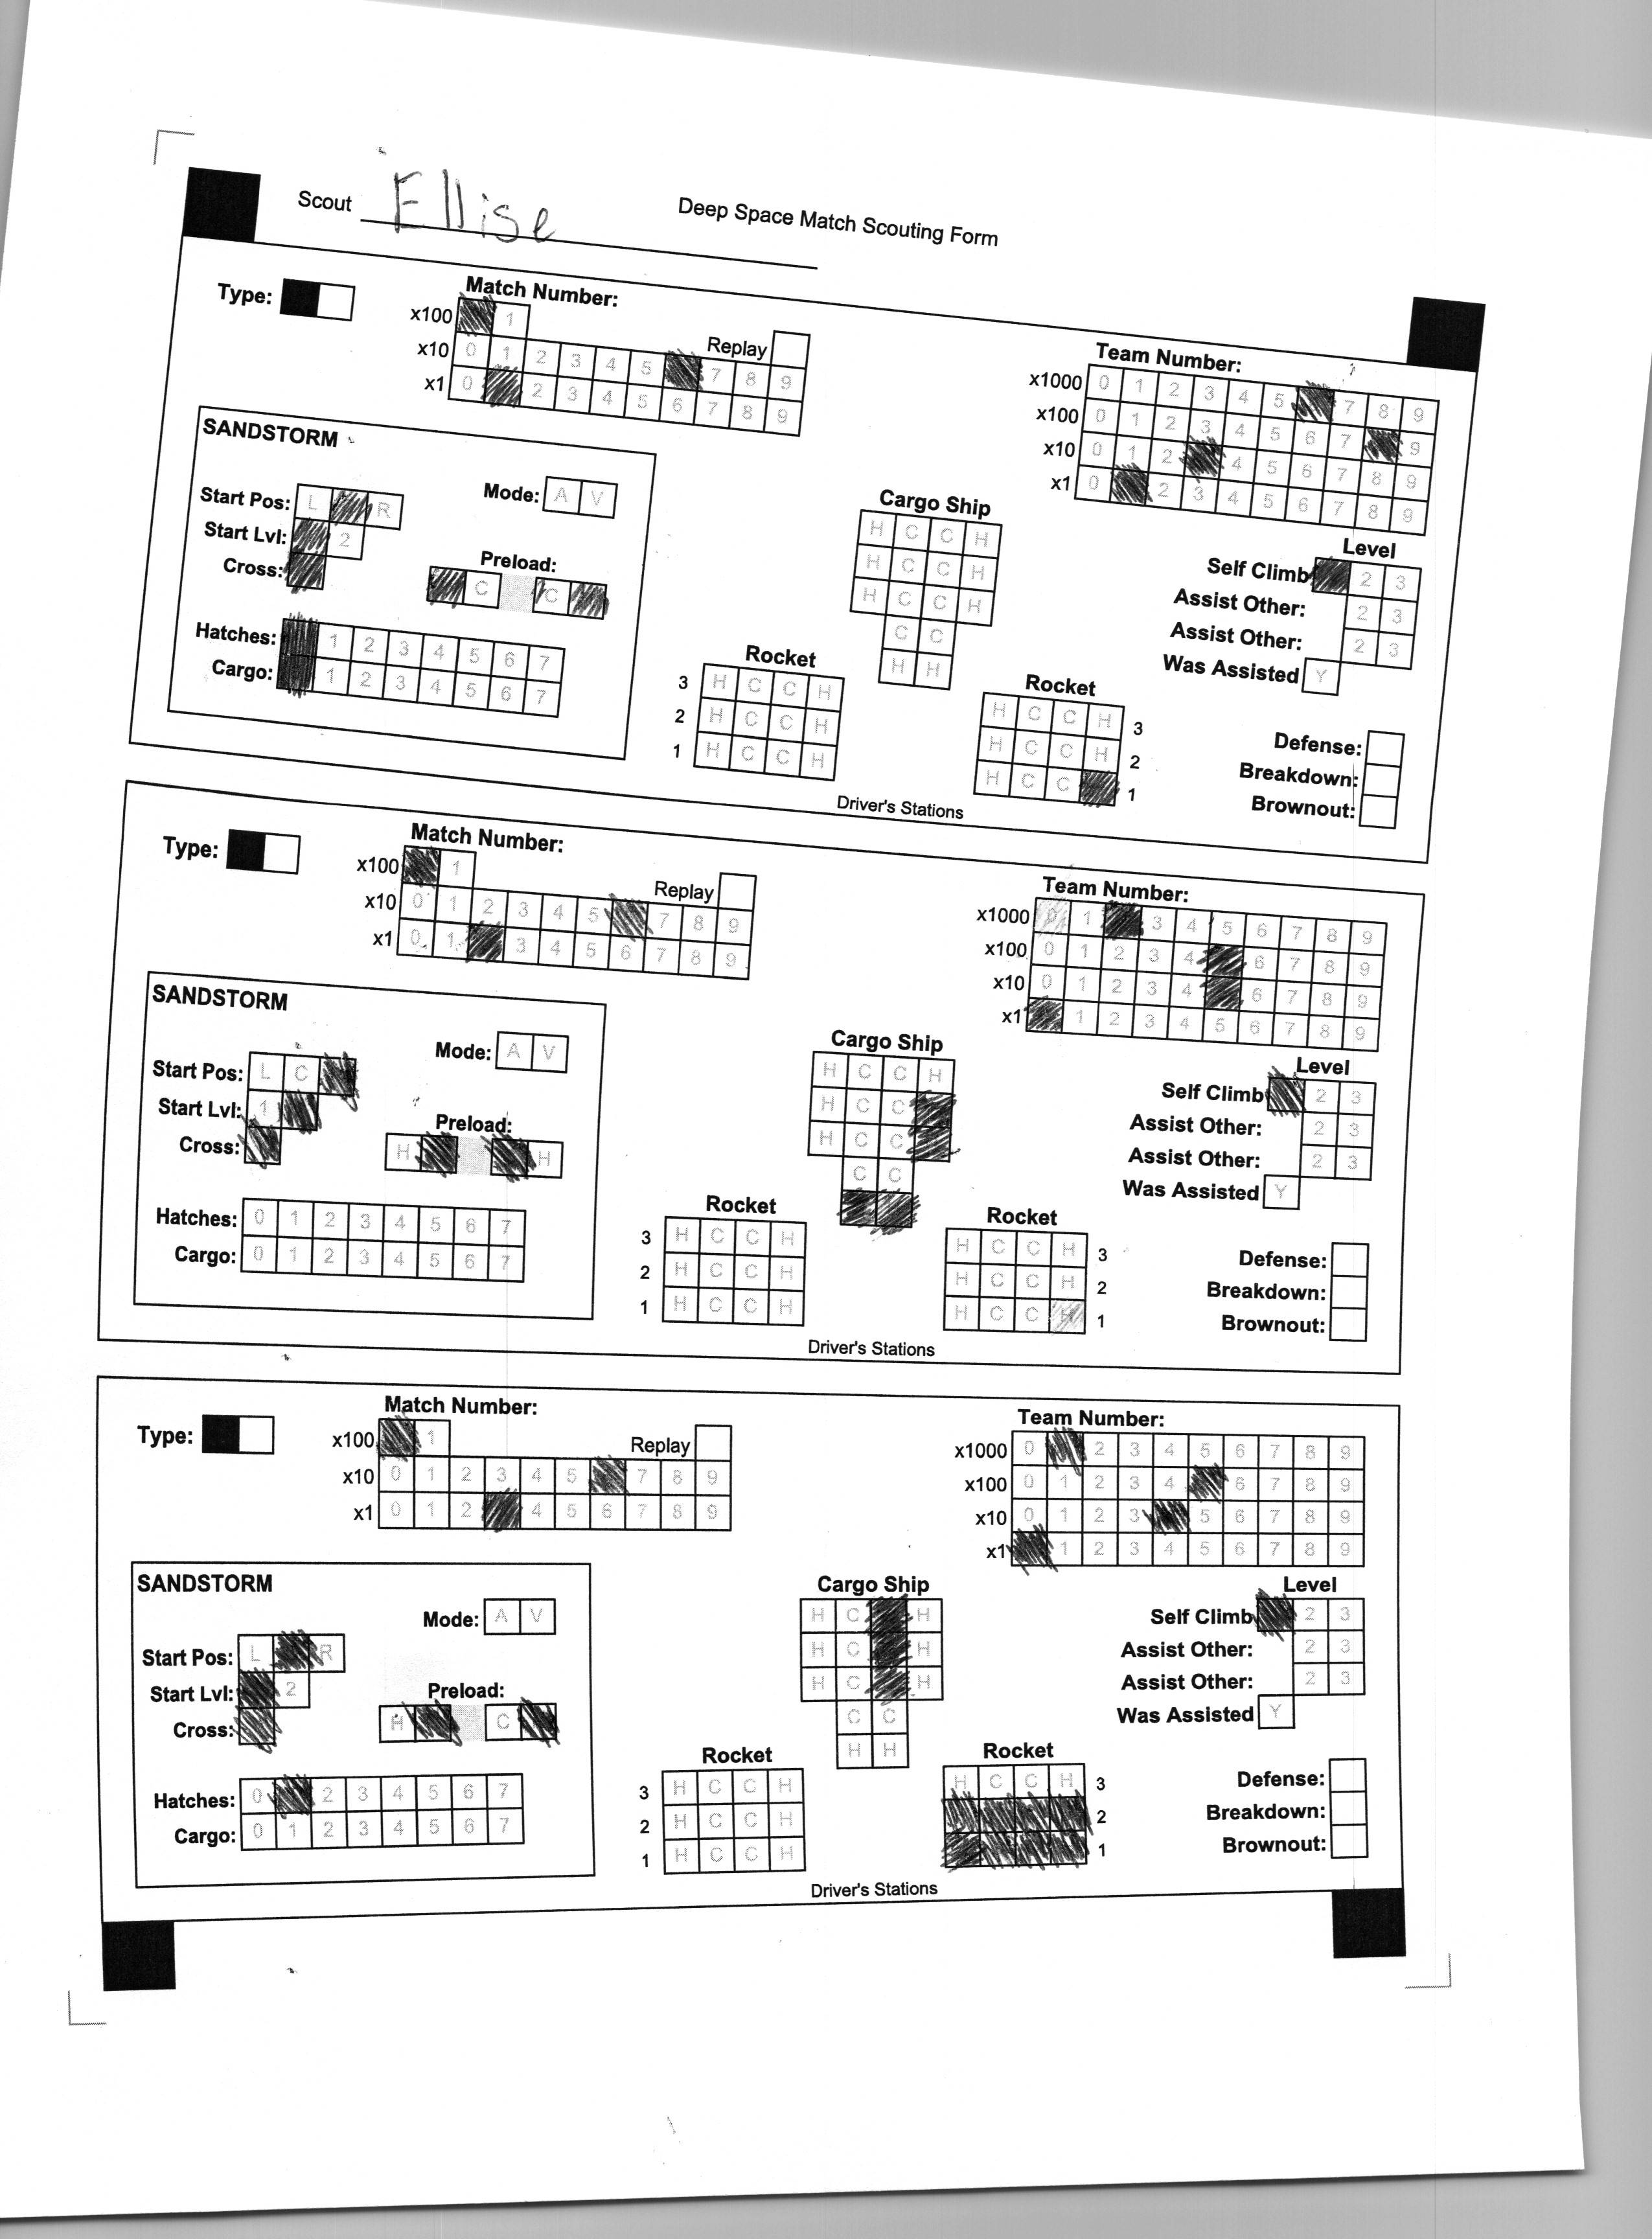 Scout Ellise
Deep Space Match Scouting Form
Type:
Match Number:
x100 1
Replay
x10 0 1 2 3 4 5 7 8 9
x1 0 2 3 4 5 6 7 8 9
Team Number:
x1000 0 1 2 3 4 5 7 8 9
x100 0 1 2 3 4 5 6 7 9
x10 0 1 2 4 5 6 7 8 9
x1 0 2 3 4 5 6 7 8 9
SANDSTORM
Start Pos: L R
Mode: A V
Start Lvl: 2
Cross:
Preload:
C C
Hatches: 1 2 3 4 5 6 7
Cargo: 1 2 3 4 5 6 7
Cargo Ship
H C C H
H C C H
H C C H
C C
H H
Rocket
3 H C C H
2 H C C H
1 H C C H
Rocket
H C C H 3
H C C H 2
H C C 1
Driver's Stations
Level
Self Climb 2 3
Assist Other: 2 3
Assist Other: 2 3
Was Assisted Y
Defense:
Breakdown:
Brownout:
Type:
Match Number:
x100 1
Replay
x10 0 1 2 3 4 5 7 8 9
x1 0 1 3 4 5 6 7 8 9
Team Number:
x1000 0 1 3 4 5 6 7 8 9
x100 0 1 2 3 4 6 7 8 9
x10 0 1 2 3 4 6 7 8 9
x1 1 2 3 4 5 6 7 8 9
SANDSTORM
Start Pos: L C
Mode: A V
Start Lvl: 1
Cross:
Preload:
H H
Hatches: 0 1 2 3 4 5 6 7
Cargo: 0 1 2 3 4 5 6 7
Cargo Ship
H C C H
H C C
H C C
C C
Rocket
3 H C C H
2 H C C H
1 H C C H
Rocket
H C C H 3
H C C H 2
H C C H 1
Driver's Stations
Level
Self Climb 2 3
Assist Other: 2 3
Assist Other: 2 3
Was Assisted Y
Defense:
Breakdown:
Brownout:
Type:
Match Number:
x100 1
Replay
x10 0 1 2 3 4 5 7 8 9
x1 0 1 2 4 5 6 7 8 9
Team Number:
x1000 0 2 3 4 5 6 7 8 9
x100 0 1 2 3 4 6 7 8 9
x10 0 1 2 3 5 6 7 8 9
x1 1 2 3 4 5 6 7 8 9
SANDSTORM
Start Pos: L R
Mode: A V
Start Lvl: 2
Cross:
Preload:
H C
Hatches: 0 2 3 4 5 6 7
Cargo: 0 1 2 3 4 5 6 7
Cargo Ship
H C H
H C H
H C H
C C
H H
Rocket
3 H C C H
2 H C C H
1 H C C H
Rocket
H C C H 3
2
1
Driver's Stations
Level
Self Climb 2 3
Assist Other: 2 3
Assist Other: 2 3
Was Assisted Y
Defense:
Breakdown:
Brownout: